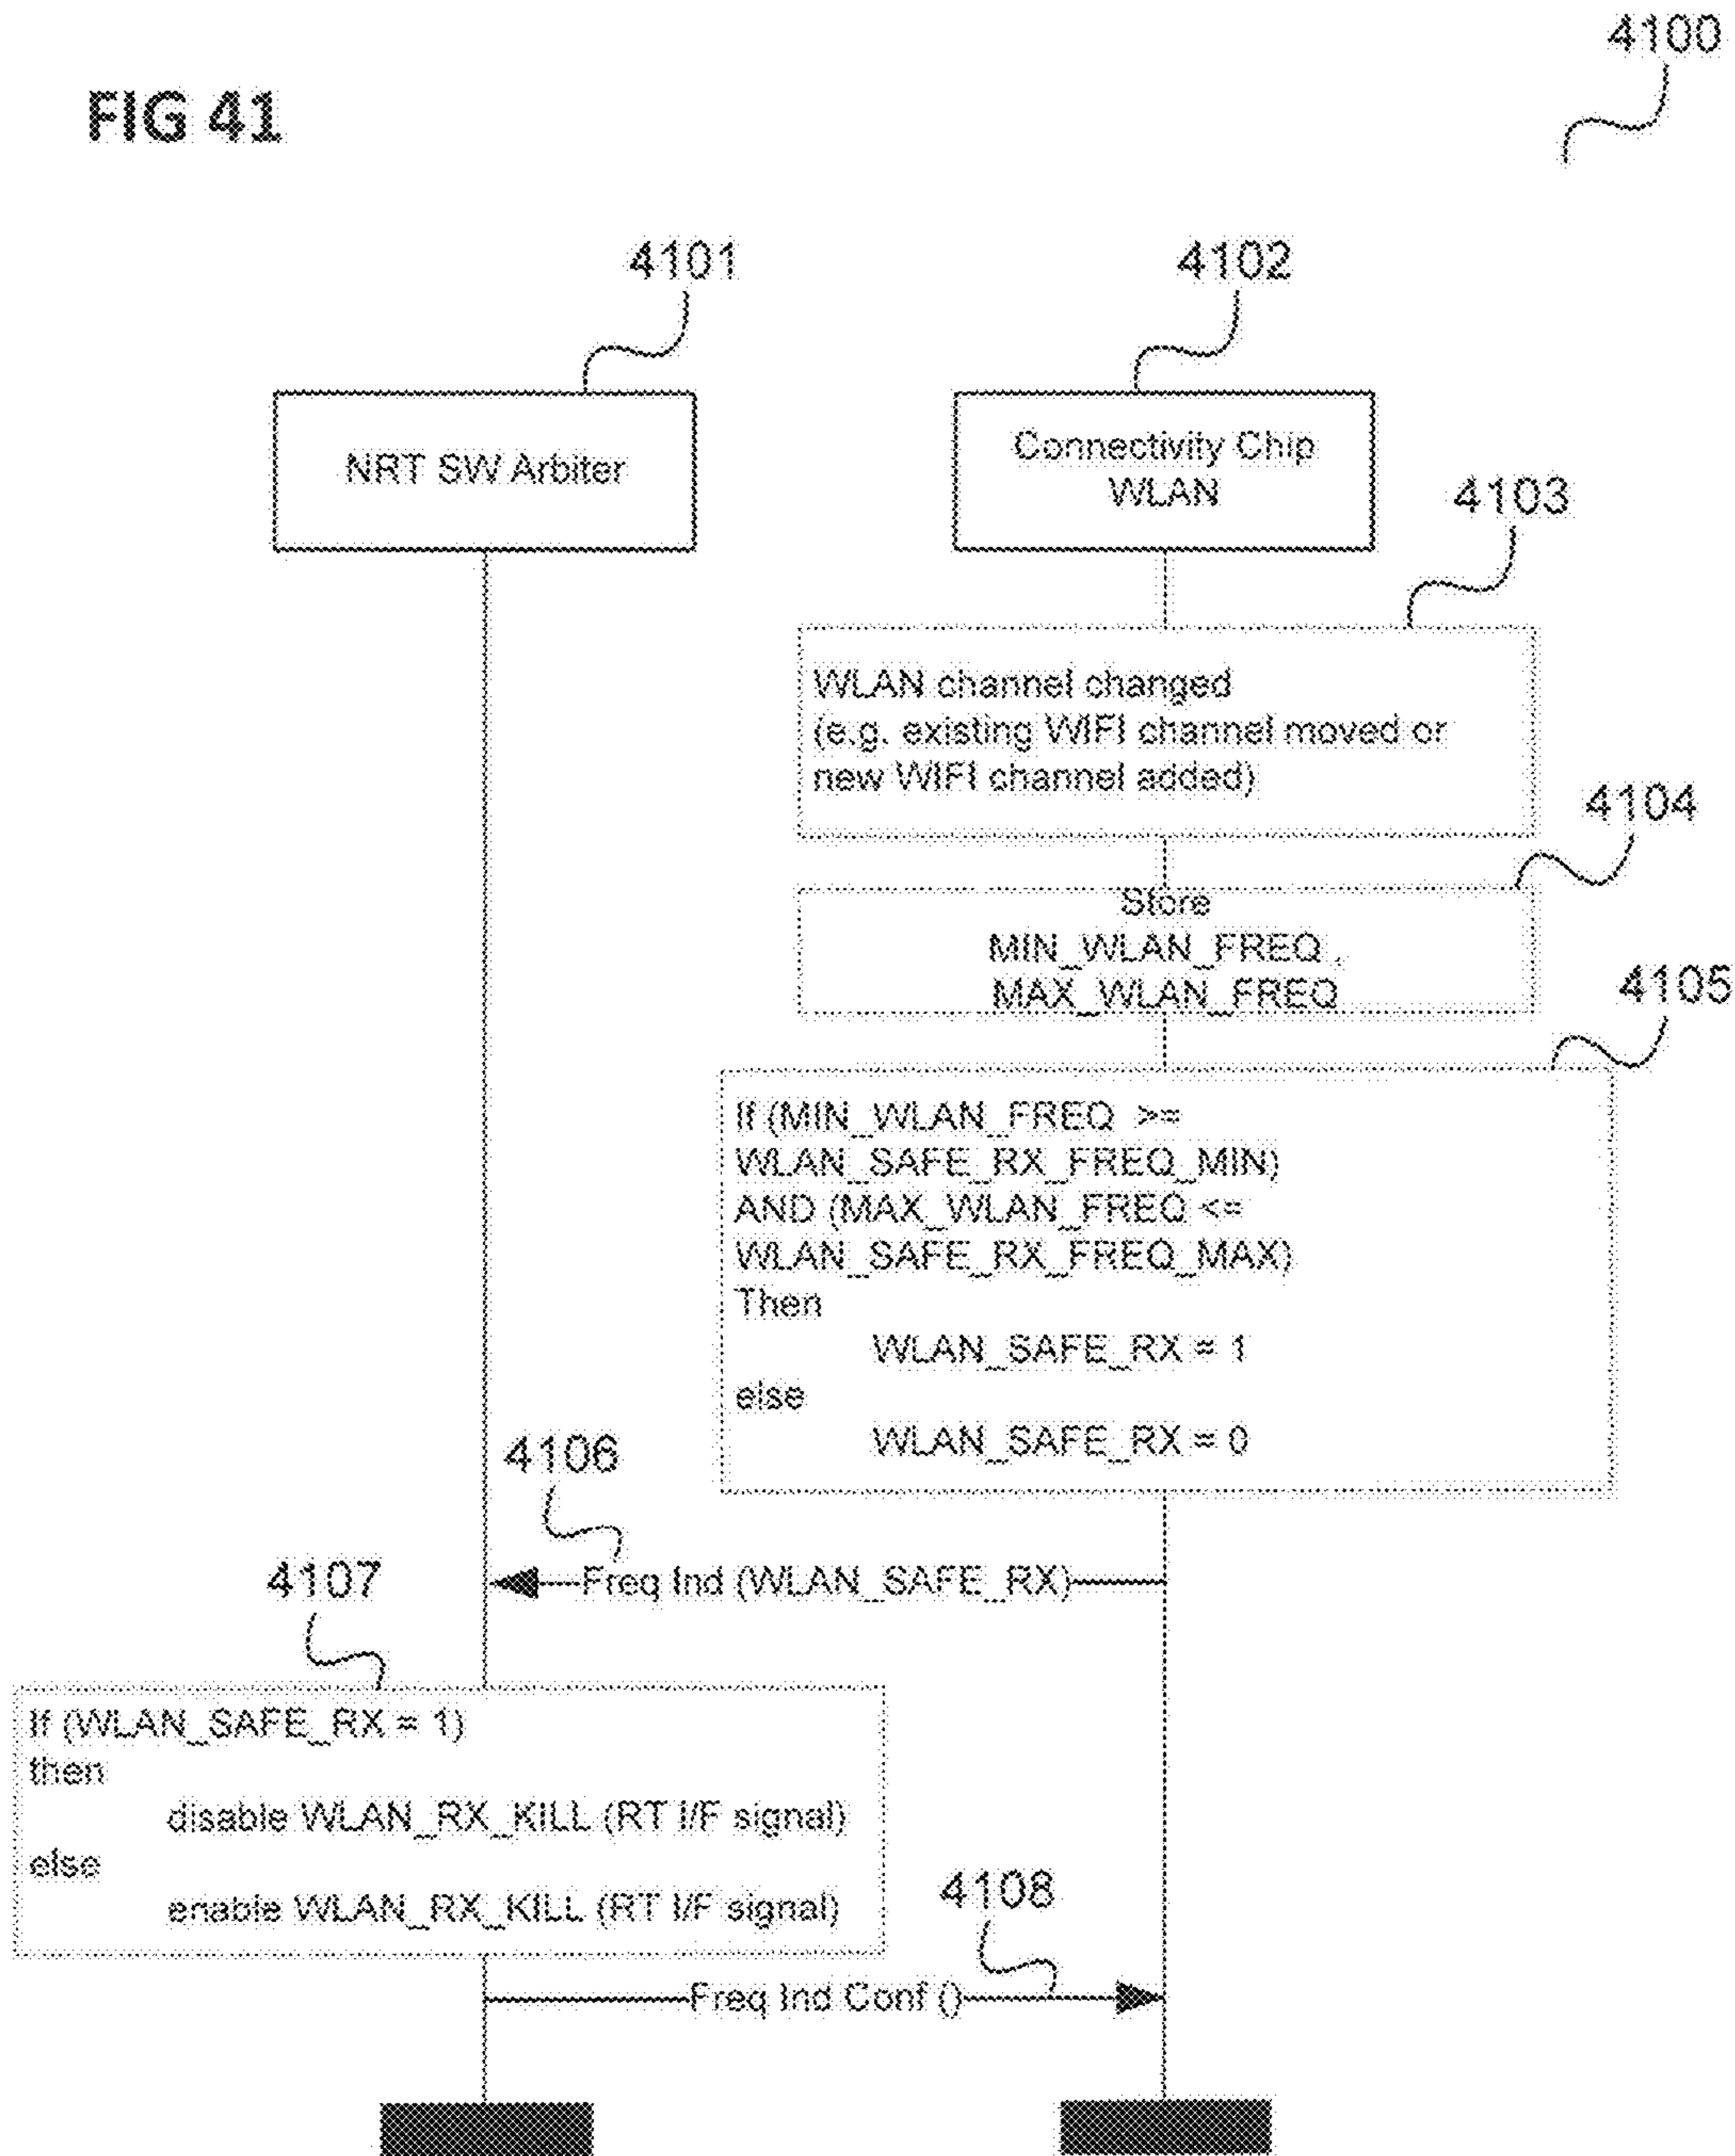 4100
FIG 41
4101
4102
NRT SW Arbiter
Connectivity Chip
WLAN
4103
WLAN channel changed
(e.g. existing WIFI channel moved or
new WIFI channel added)
4104
Store
MIN_WLAN_FREQ ,
MAX_WLAN_FREQ
4105
If (MIN_WLAN_FREQ >=
WLAN_SAFE_RX_FREQ_MIN)
AND (MAX_WLAN_FREQ <=
WLAN_SAFE_RX_FREQ_MAX)
Then
WLAN_SAFE_RX = 1
else
WLAN_SAFE_RX = 0
4106
Freq Ind (WLAN_SAFE_RX)
4107
If (WLAN_SAFE_RX = 1)
then
disable WLAN_RX_KILL (RT I/F signal)
else
enable WLAN_RX_KILL (RT I/F signal)
4108
Freq Ind Conf ()